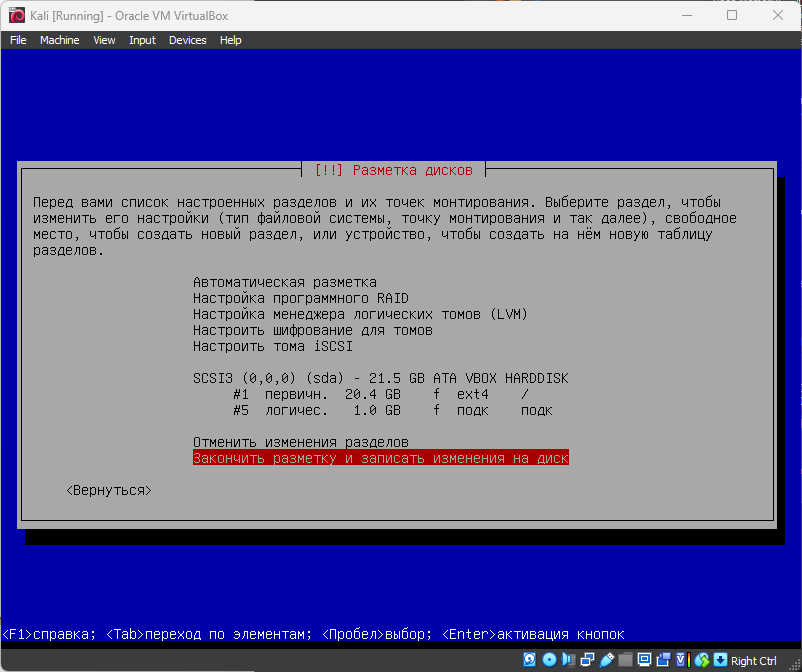 Kali [Running] - Oracle VM VirtualBox
File Machine View Input Devices Help
[!!] Разметка дисков
Перед вами список настроенных разделов и их точек монтирования. Выберите раздел, чтобы
изменить его настройки (тип файловой системы, точку монтирования и так далее), свободное
место, чтобы создать новый раздел, или устройство, чтобы создать на нём новую таблицу
разделов.
Автоматическая разметка
Настройка программного RAID
Настройка менеджера логических томов (LVM)
Настроить шифрование для томов
Настроить тома iSCSI
SCSI3 (0,0,0) (sda) - 21.5 GB ATA VBOX HARDDISK
#1 первичн. 20.4 GB f ext4 /
#5 логичес. 1.0 GB f подк подк
Отменить изменения разделов
Закончить разметку и записать изменения на диск
<Вернуться>
<F1>справка; <Tab>переход по элементам; <Пробел>выбор; <Enter>активация кнопок
Right Ctrl